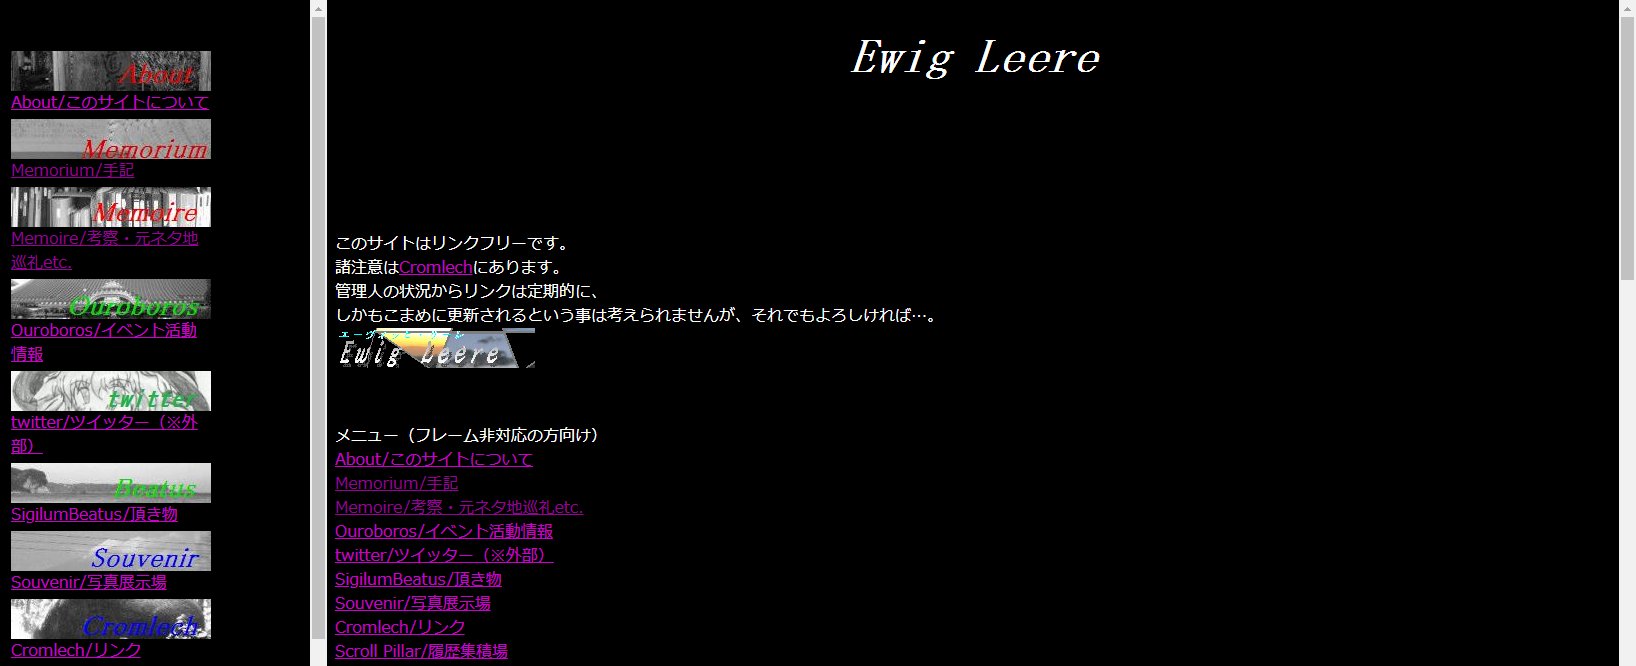 About
About/このサイトについて
Memorium
Memorium/手記
Memoire
Memoire/考察・元ネタ地
巡礼etc.
Ouroboros
Ouroboros/イベント活動
情報
twitter
twitter/ツイッター（※外
部）
Beatus
SigilumBeatus/頂き物
Souvenir
Souvenir/写真展示場
Cromlech
Cromlech/リンク
Ewig Leere
このサイトはリンクフリーです。
諸注意はCromlechにあります。
管理人の状況からリンクは定期的に、
しかもこまめに更新されるという事は考えられませんが、それでもよろしければ…。
Ewig Leere
メニュー（フレーム非対応の方向け）
About/このサイトについて
Memorium/手記
Memoire/考察・元ネタ地巡礼etc.
Ouroboros/イベント活動情報
twitter/ツイッター（※外部）
SigilumBeatus/頂き物
Souvenir/写真展示場
Cromlech/リンク
Scroll Pillar/履歴集積場